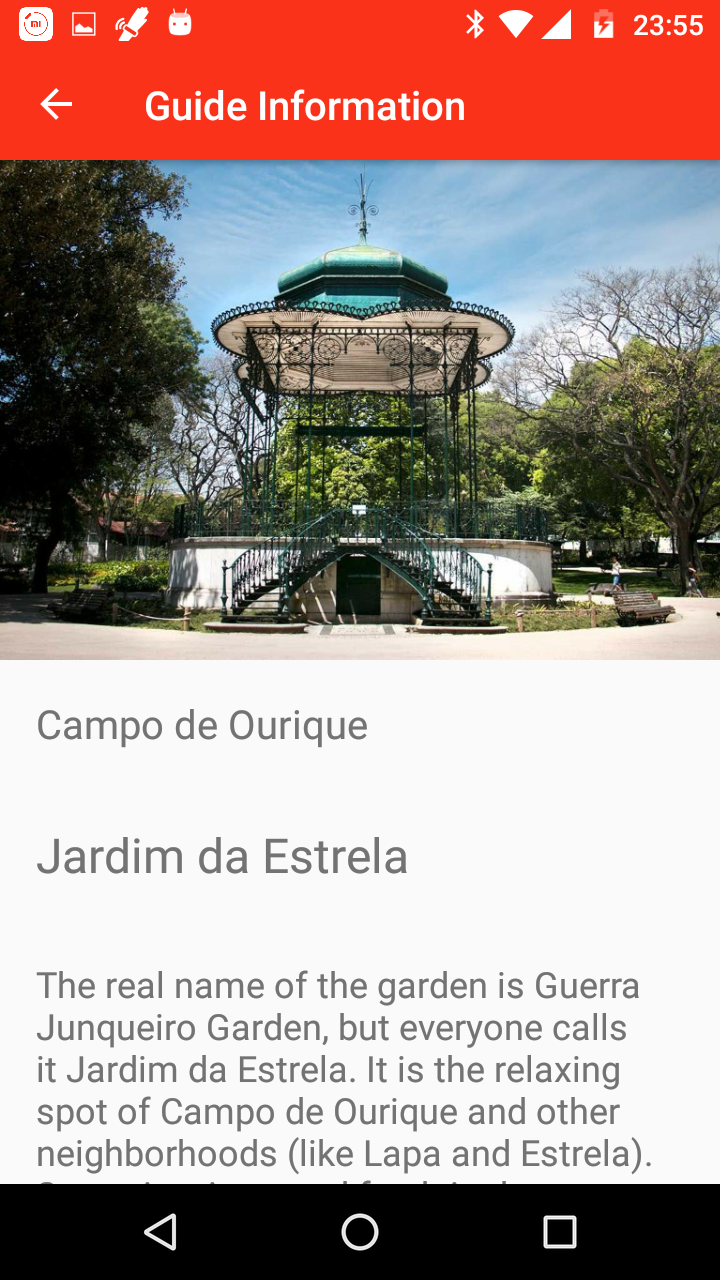 23:55
Guide Information
Campo de Ourique
Jardim da Estrela
The real name of the garden is Guerra
Junqueiro Garden, but everyone calls
it Jardim da Estrela. It is the relaxing
spot of Campo de Ourique and other
neighborhoods (like Lapa and Estrela).